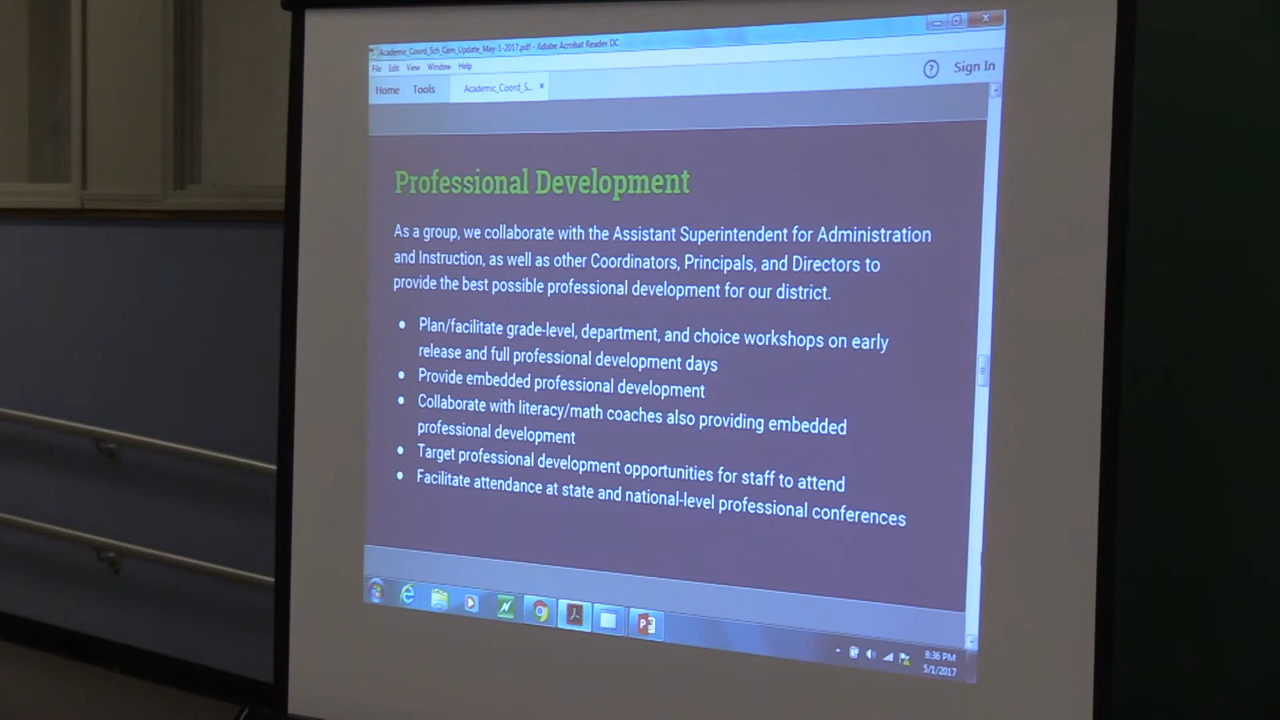 Academic_Coord_Sch_Com_Update_May-1-2017.pdf - Adobe Acrobat Reader DC
File Edit View Window Help
Home Tools Academic_Coord_S... x
? Sign In
Professional Development
As a group, we collaborate with the Assistant Superintendent for Administration
and Instruction, as well as other Coordinators, Principals, and Directors to
provide the best possible professional development for our district.
• Plan/facilitate grade-level, department, and choice workshops on early
release and full professional development days
• Provide embedded professional development
• Collaborate with literacy/math coaches also providing embedded
professional development
• Target professional development opportunities for staff to attend
• Facilitate attendance at state and national-level professional conferences
8:36 PM
5/1/2017